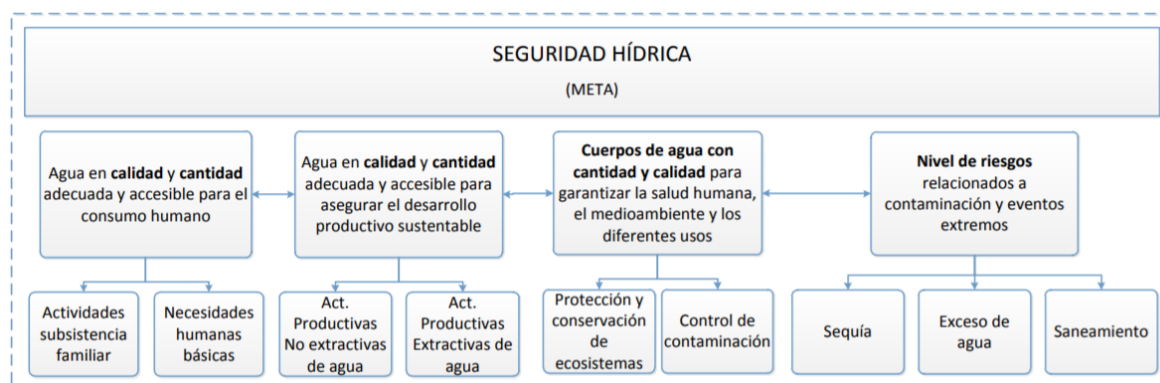 SEGURIDAD HÍDRICA
(META)
Agua en calidad y cantidad
adecuada y accesible para el
consumo humano
Agua en calidad y cantidad
adecuada y accesible para
asegurar el desarrollo
productivo sustentable
Cuerpos de agua con
cantidad y calidad para
garantizar la salud humana,
el medioambiente y los
diferentes usos
Nivel de riesgos
relacionados a
contaminación y eventos
extremos
Actividades
subsistencia
familiar
Necesidades
humanas
básicas
Act.
Productivas
No extractivas
de agua
Act.
Productivas
Extractivas de
agua
Protección y
conservación
de
ecosistemas
Control de
contaminación
Sequía
Exceso de
agua
Saneamiento